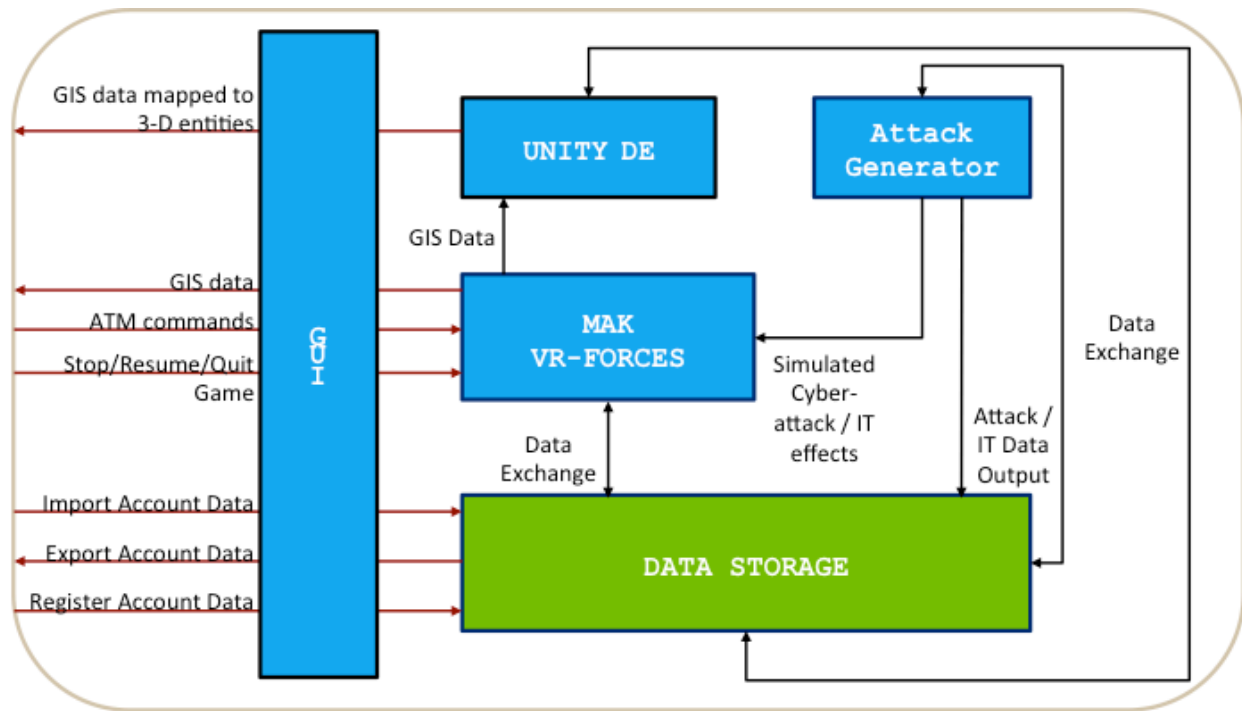 GIS data mapped to
3-D entities
GIS data
ATM commands
Stop/Resume/Quit
Game
Import Account Data
Export Account Data
Register Account Data
GUI
UNITY DE
Attack
Generator
GIS Data
MAK
VR-FORCES
Simulated
Cyber-
attack / IT
effects
Data
Exchange
Attack /
IT Data
Output
Data
Exchange
DATA STORAGE